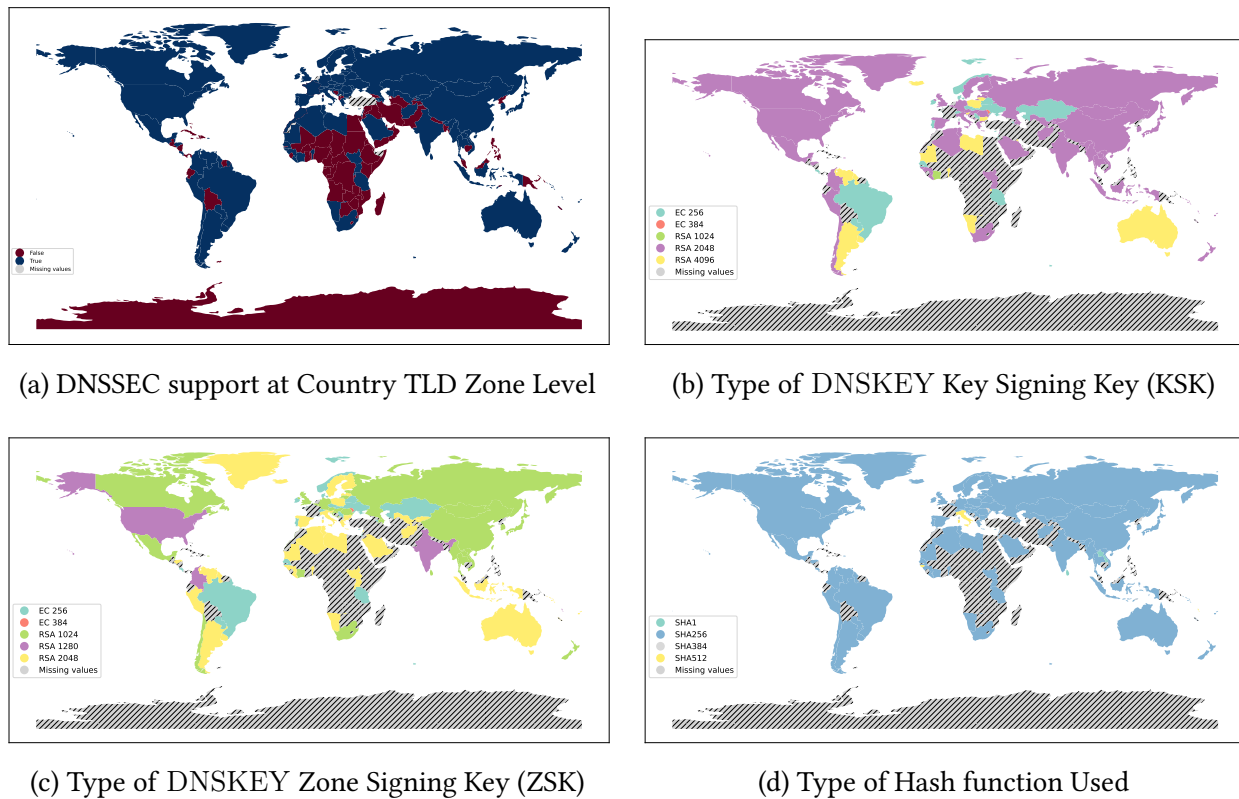 False
True
Missing values
(a) DNSSEC support at Country TLD Zone Level
EC 256
EC 384
RSA 1024
RSA 2048
RSA 4096
Missing values
(b) Type of DNSKEY Key Signing Key (KSK)
EC 256
EC 384
RSA 1024
RSA 1280
RSA 2048
Missing values
(c) Type of DNSKEY Zone Signing Key (ZSK)
SHA1
SHA256
SHA384
SHA512
Missing values
(d) Type of Hash function Used